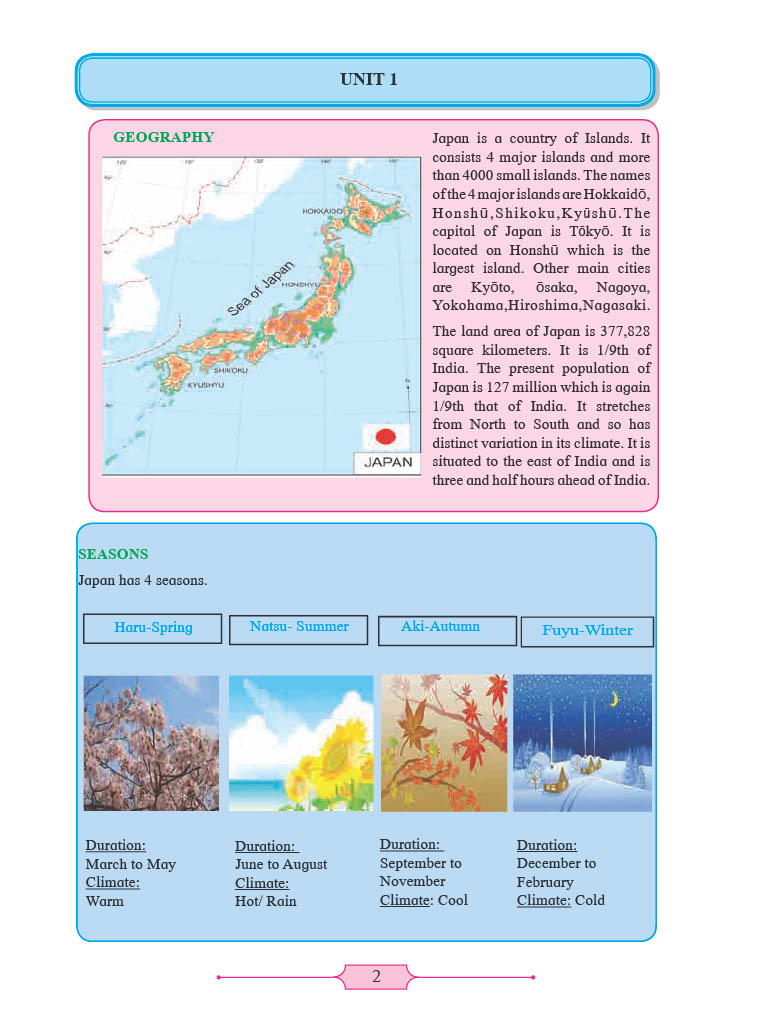 UNIT 1
GEOGRAPHY
HOKKAIDO
Sea of Japan
HONSHYU
SHIKOKU
KYUSHYU
JAPAN
Japan is a country of Islands. It
consists 4 major islands and more
than 4000 small islands. The names
of the 4 major islands are Hokkaidō,
Honshū,Shikoku,Kyūshū.The
capital of Japan is Tōkyō. It is
located on Honshū which is the
largest island. Other main cities
are Kyōto, ōsaka, Nagoya,
Yokohama,Hiroshima,Nagasaki.
The land area of Japan is 377,828
square kilometers. It is 1/9th of
India. The present population of
Japan is 127 million which is again
1/9th that of India. It stretches
from North to South and so has
distinct variation in its climate. It is
situated to the east of India and is
three and half hours ahead of India.
SEASONS
Japan has 4 seasons.
Haru-Spring
Natsu- Summer
Aki-Autumn
Fuyu-Winter
Duration:
March to May
Climate:
Warm
Duration:
June to August
Climate:
Hot/ Rain
Duration:
September to
November
Climate: Cool
Duration:
December to
February
Climate: Cold
2